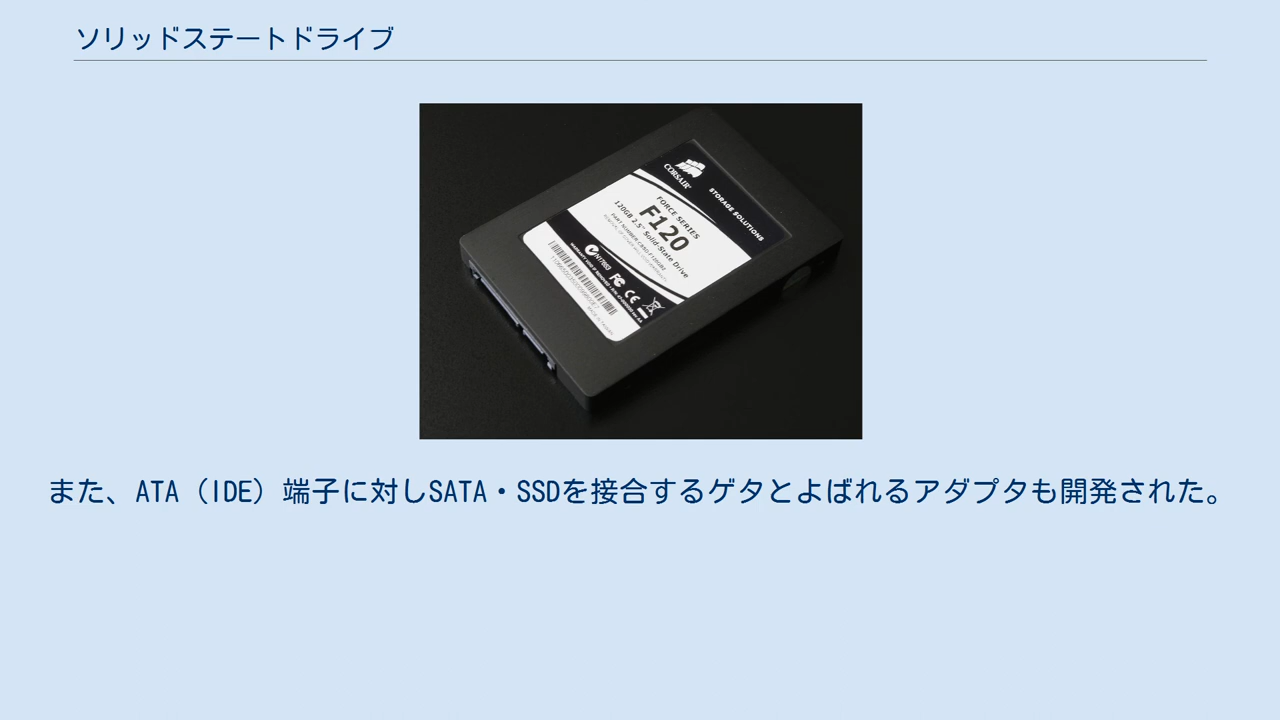 ソリッドステートドライブ
CORSAIR
STORAGE SOLUTIONS
FORCE SERIES
F120
120GB 2.5" Solid-State Drive
N17663
FC CE
また、ATA（IDE）端子に対しSATA・SSDを接合するゲタとよばれるアダプタも開発された。